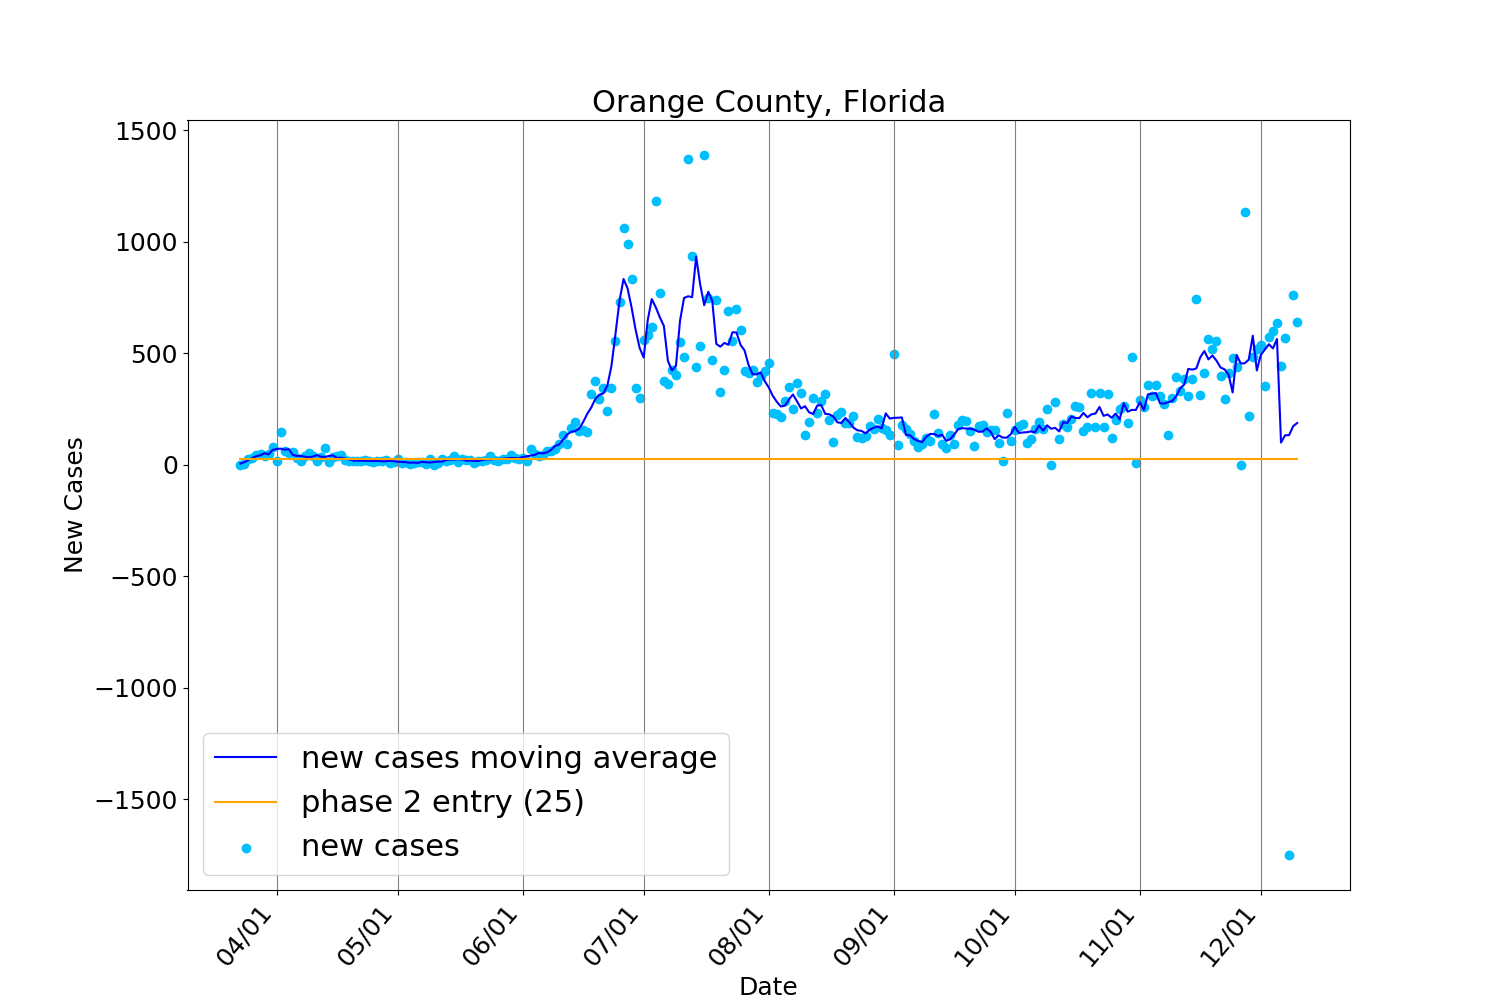 Orange County, Florida
1500
1000
500
0
−500
−1000
−1500
New Cases
new cases moving average
phase 2 entry (25)
new cases
04/01
05/01
06/01
07/01
08/01
09/01
10/01
11/01
12/01
Date